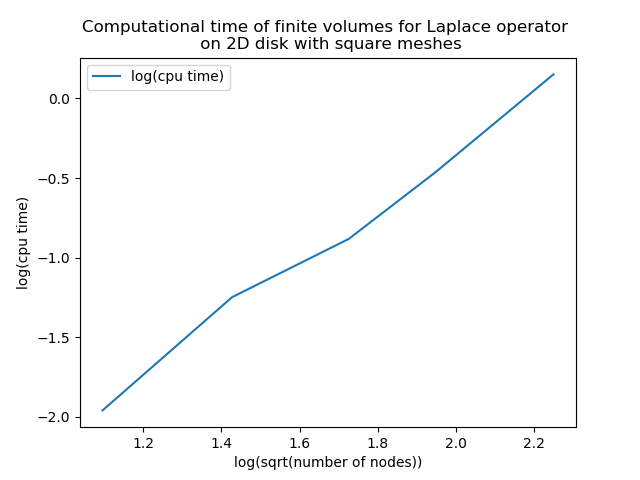 Computational time of finite volumes for Laplace operator
on 2D disk with square meshes
log(cpu time)
0.0
−0.5
−1.0
−1.5
−2.0
log(cpu time)
1.2 1.4 1.6 1.8 2.0 2.2
log(sqrt(number of nodes))